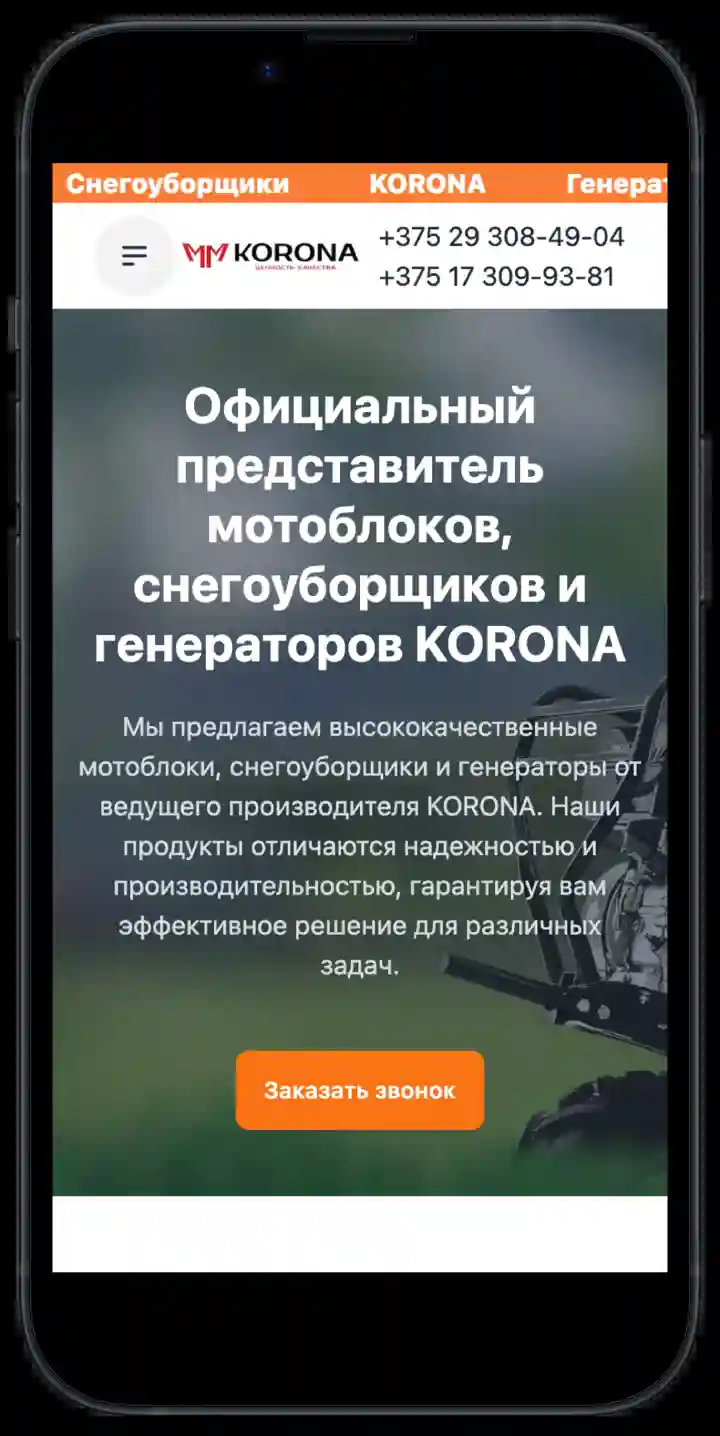 Снегоуборщики KORONA Генерат
KORONA
ЦЕННОСТЬ КАЧЕСТВА
+375 29 308-49-04
+375 17 309-93-81
Официальный
представитель
мотоблоков,
снегоуборщиков и
генераторов KORONA
Мы предлагаем высококачественные
мотоблоки, снегоуборщики и генераторы от
ведущего производителя KORONA. Наши
продукты отличаются надежностью и
производительностью, гарантируя вам
эффективное решение для различных
задач.
Заказать звонок